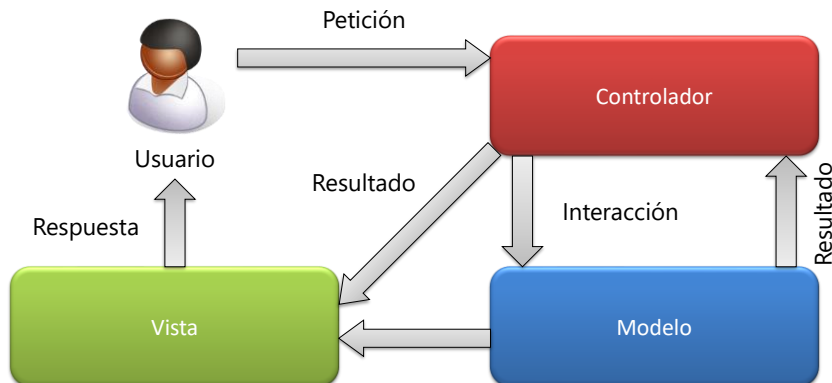 Petición
Controlador
Usuario
Resultado
Interacción
Resultado
Respuesta
Vista
Modelo